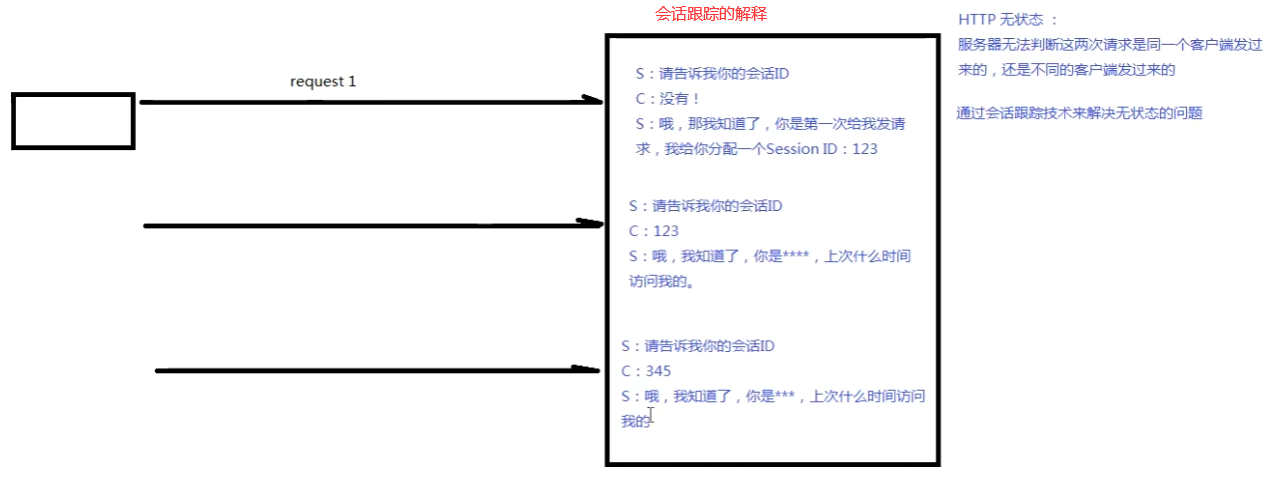 会话跟踪的解释
HTTP 无状态 ：
服务器无法判断这两次请求是同一个客户端发过
来的，还是不同的客户端发过来的
通过会话跟踪技术来解决无状态的问题
request 1
S：请告诉我你的会话ID
C：没有！
S：哦，那我知道了，你是第一次给我发请
求，我给你分配一个Session ID：123
S：请告诉我你的会话ID
C：123
S：哦，我知道了，你是****，上次什么时间
访问我的。
S：请告诉我你的会话ID
C：345
S：哦，我知道了，你是***，上次什么时间访问
我的